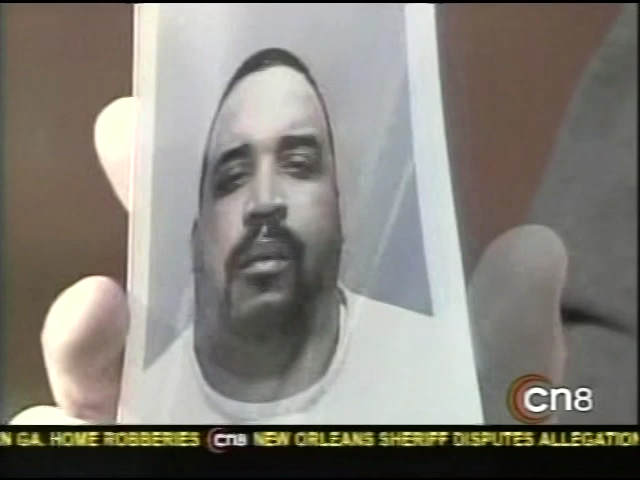 cn8
N GA. HOME ROBBERIES cn8 NEW ORLEANS SHERIFF DISPUTES ALLEGATION